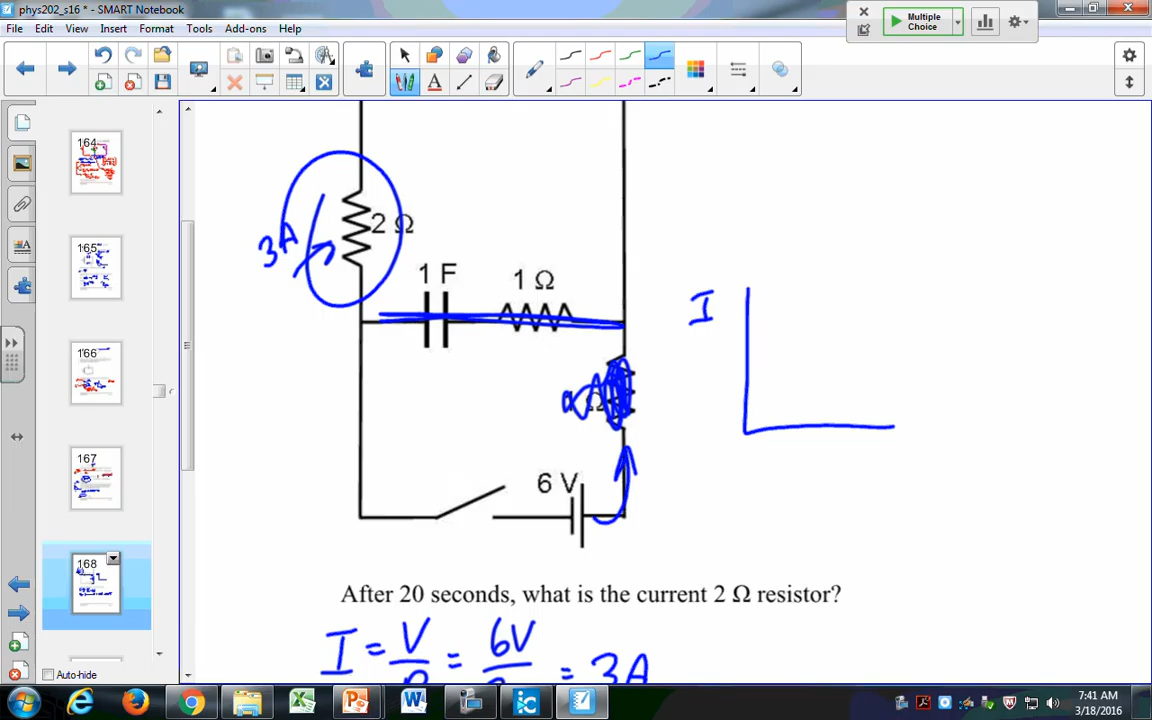 phys202_s16 * - SMART Notebook
File Edit View Insert Format Tools Add-ons Help
Multiple Choice
A
164
165
166
167
168
Auto-hide
2 Ω
3A
1 F
1 Ω
Ω
6 V
I
After 20 seconds, what is the current 2 Ω resistor?
I = V = 6V = 3A
7:41 AM
3/18/2016